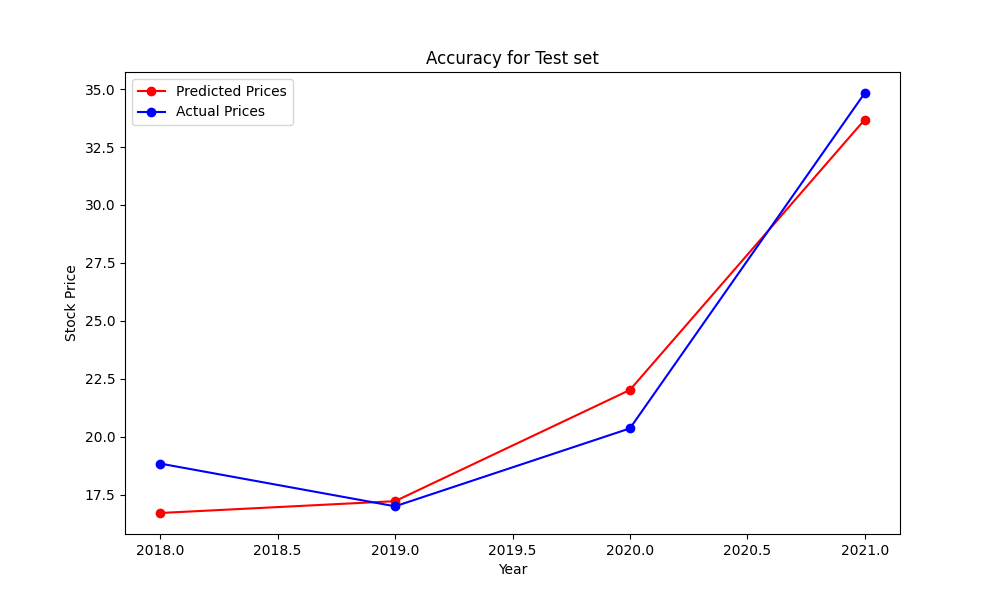 Accuracy for Test set
Predicted Prices
Actual Prices
35.0
32.5
30.0
27.5
25.0
22.5
20.0
17.5
Stock Price
2018.0 2018.5 2019.0 2019.5 2020.0 2020.5 2021.0
Year